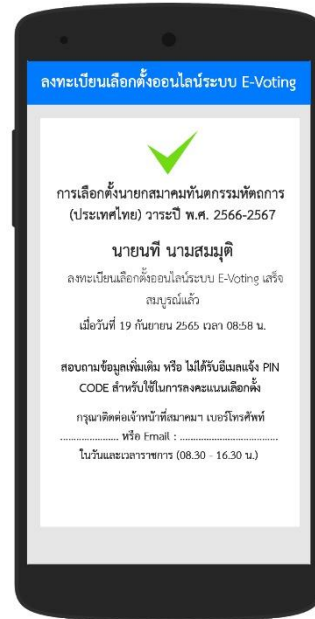 ลงทะเบียนเลือกตั้งออนไลน์ระบบ E-Voting
การเลือกตั้งนายกสมาคมทันตกรรมหัตถการ
(ประเทศไทย) วาระปี พ.ศ. 2566-2567
นายนที นามสมมุติ
ลงทะเบียนเลือกตั้งออนไลน์ระบบ E-Voting เสร็จ
สมบูรณ์แล้ว
เมื่อวันที่ 19 กันยายน 2565 เวลา 08:58 น.
สอบถามข้อมูลเพิ่มเติม หรือ ไม่ได้รับอีเมลแจ้ง PIN
CODE สำหรับใช้ในการลงคะแนนเลือกตั้ง
กรุณาติดต่อเจ้าหน้าที่สมาคมฯ เบอร์โทรศัพท์
...................... หรือ Email : ...................................
ในวันและเวลาราชการ (08.30 - 16.30 น.)